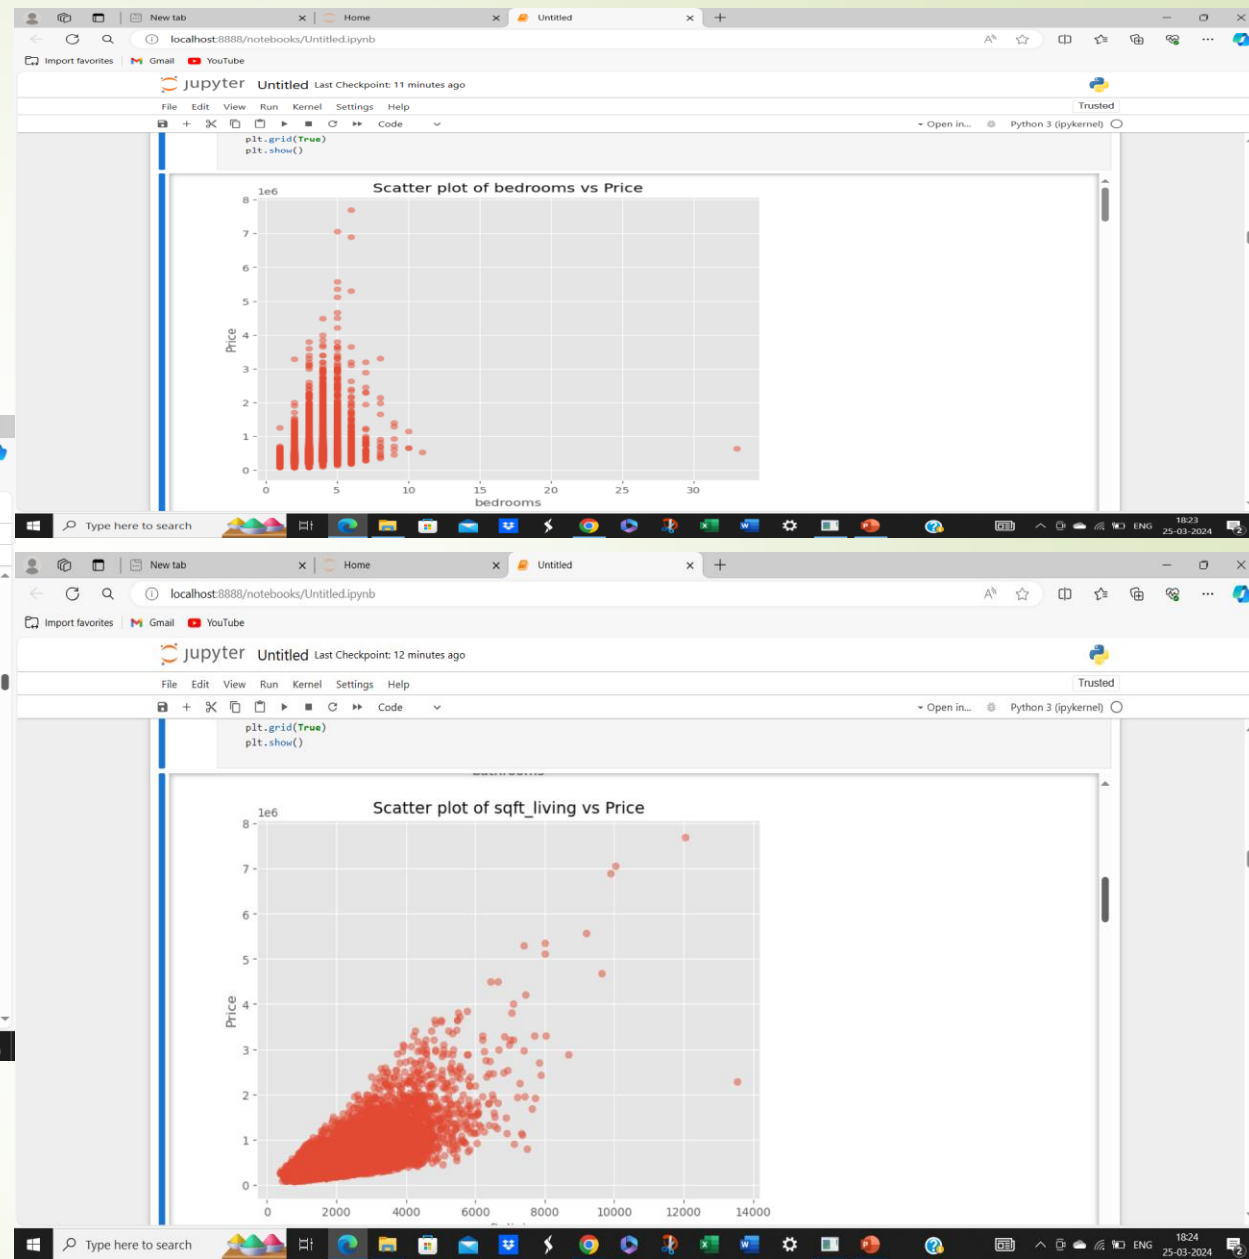 New tab
Home
Untitled
localhost:8888/notebooks/Untitled.ipynb
Import favorites Gmail YouTube
jupyter Untitled Last Checkpoint: 11 minutes ago
File Edit View Run Kernel Settings Help
Trusted
Code
Open in... Python 3 (ipykernel)
plt.grid(True)
plt.show()
Scatter plot of bedrooms vs Price
1e6
8
7
6
5
4
3
2
1
0
Price
0 5 10 15 20 25 30
bedrooms
Type here to search
ENG
18:23
25-03-2024
2
New tab
Home
Untitled
localhost:8888/notebooks/Untitled.ipynb
Import favorites Gmail YouTube
jupyter Untitled Last Checkpoint: 12 minutes ago
File Edit View Run Kernel Settings Help
Trusted
Code
Open in... Python 3 (ipykernel)
plt.grid(True)
plt.show()
Scatter plot of sqft_living vs Price
1e6
8
7
6
5
4
3
2
1
0
Price
0 2000 4000 6000 8000 10000 12000 14000
Type here to search
ENG
18:24
25-03-2024
2